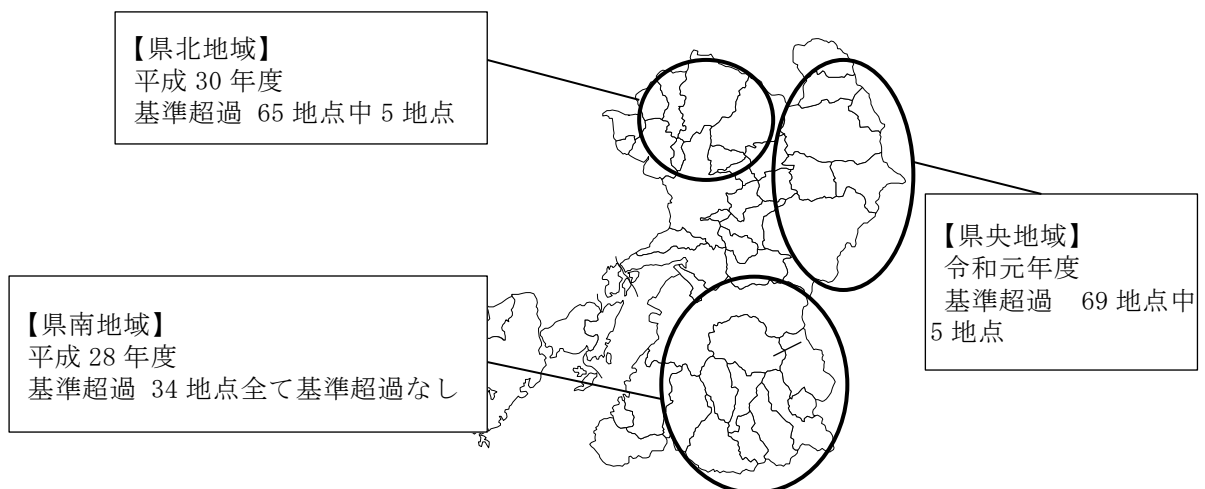 【県北地域】
平成 30 年度
基準超過 65 地点中 5 地点
【県央地域】
令和元年度
基準超過 69 地点中
5 地点
【県南地域】
平成 28 年度
基準超過 34 地点全て基準超過なし